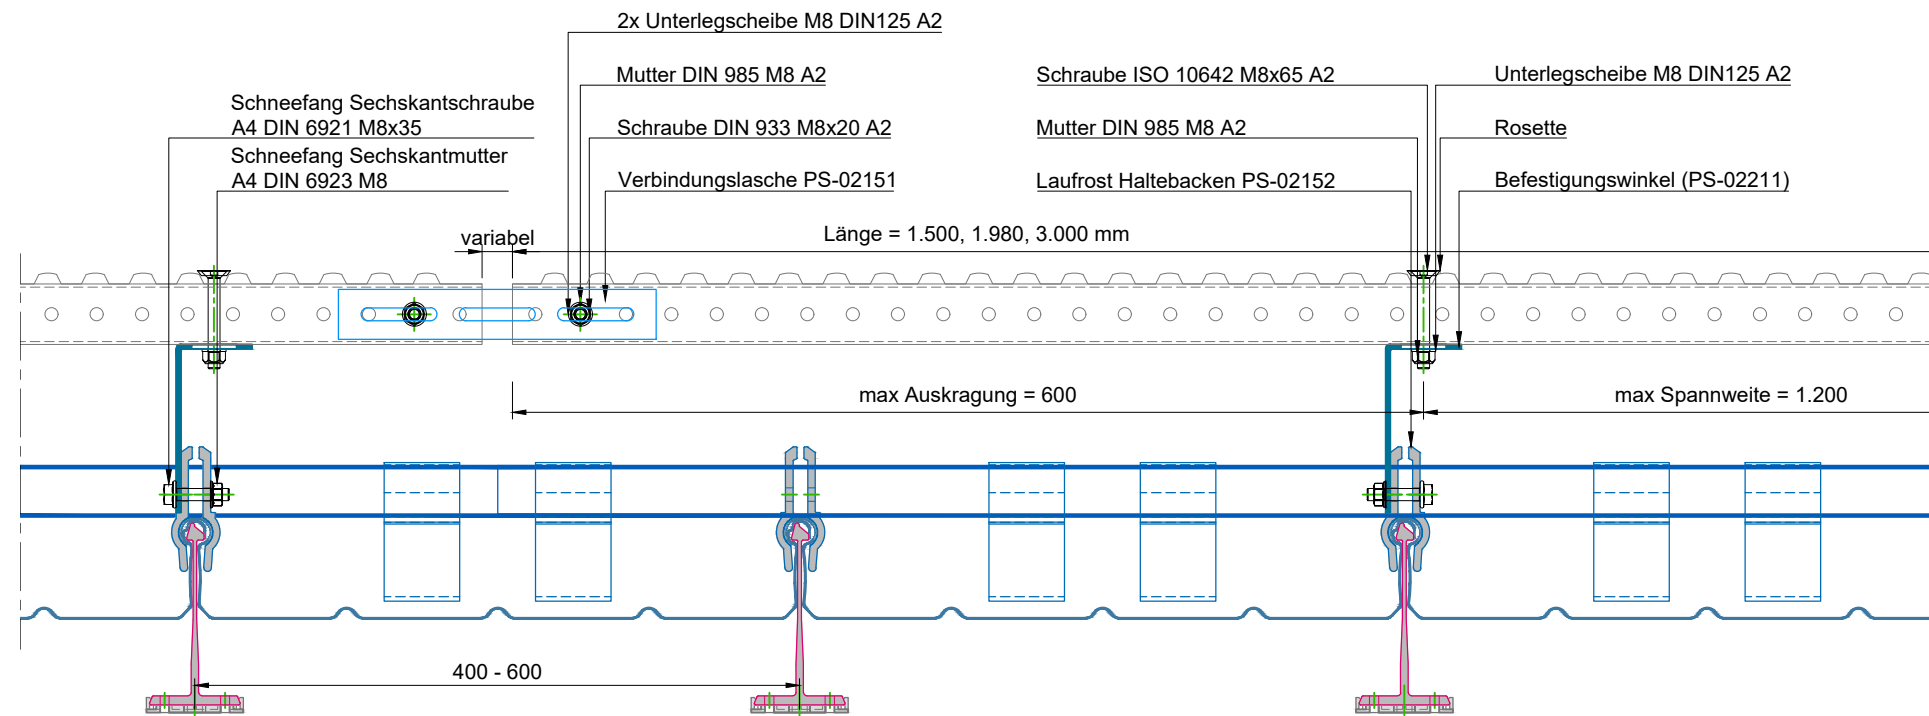 2x Unterlegscheibe M8 DIN125 A2
Mutter DIN 985 M8 A2
Schraube ISO 10642 M8x65 A2
Unterlegscheibe M8 DIN125 A2
Schneefang Sechskantschraube
A4 DIN 6921 M8x35
Schraube DIN 933 M8x20 A2
Mutter DIN 985 M8 A2
Rosette
Schneefang Sechskantmutter
A4 DIN 6923 M8
Verbindungslasche PS-02151
Laufrost Haltebacken PS-02152
Befestigungswinkel (PS-02211)
variabel
Länge = 1.500, 1.980, 3.000 mm
max Auskragung = 600
max Spannweite = 1.200
400 - 600